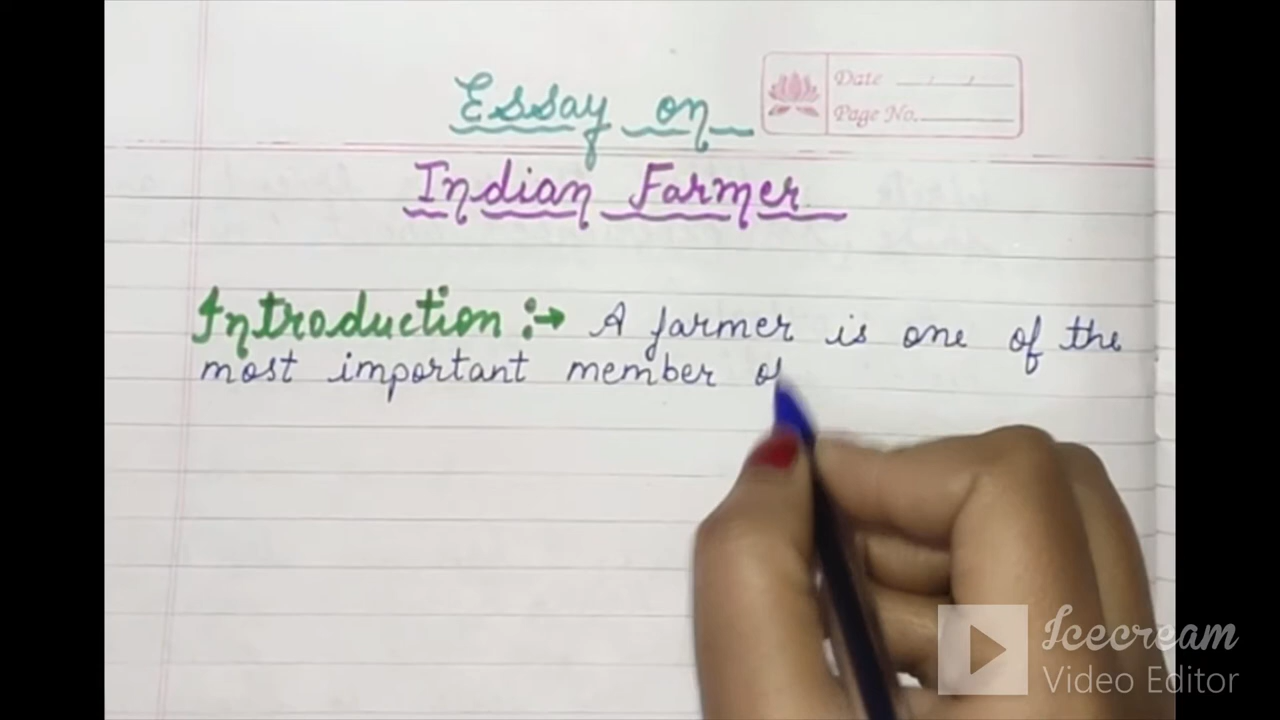 Essay on
Date
Page No.
Indian Farmer
Introduction :→ A farmer is one of the
most important member of
Icecream
Video Editor